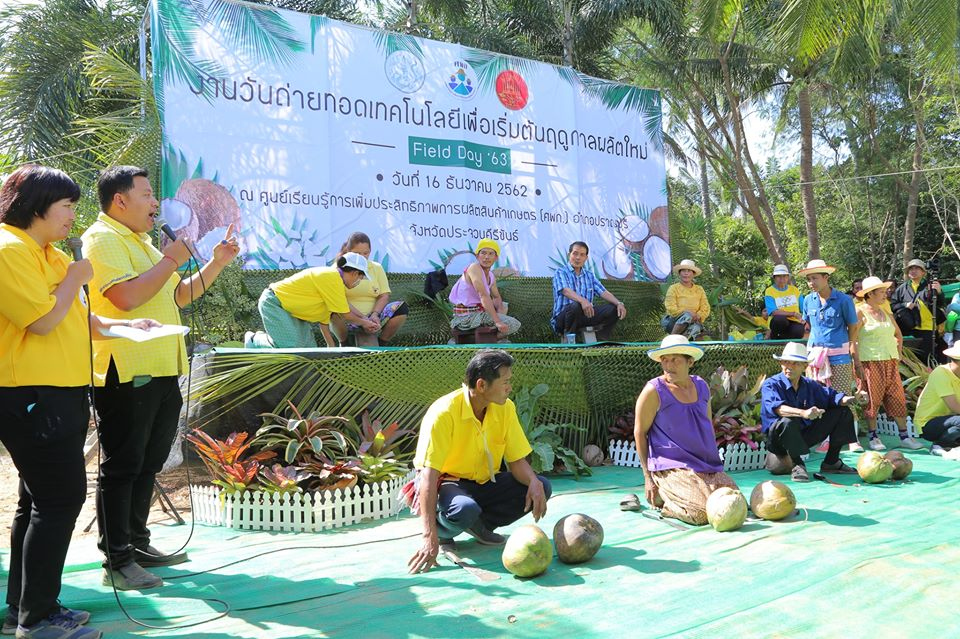 งานวันถ่ายทอดเทคโนโลยีเพื่อเริ่มต้นฤดูกาลผลิตใหม่
Field Day ‘63
• วันที่ 16 ธันวาคม 2562 •
ณ ศูนย์เรียนรู้การเพิ่มประสิทธิภาพการผลิตสินค้าเกษตร (ศพก.) อำเภอปราณบุรี
จังหวัดประจวบคีรีขันธ์